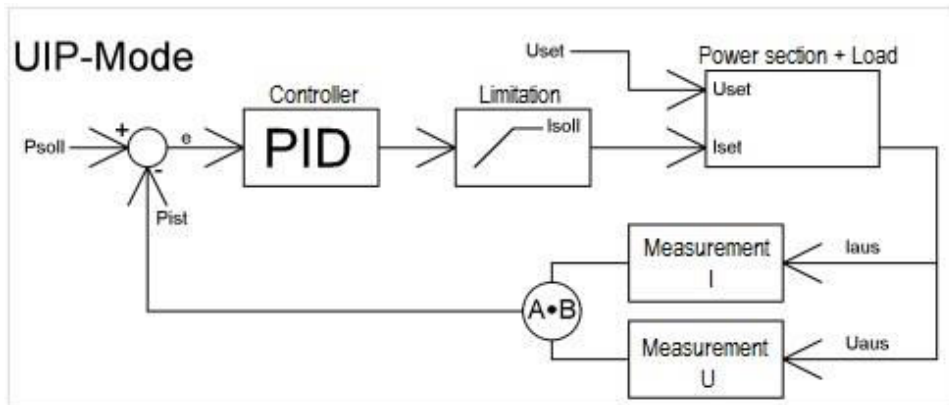 UIP-Mode
Uset
Power section + Load
Controller
Limitation
Uset
Psoll
+
e
PID
Isoll
Iset
-
Pist
Measurement
I
Iaus
A•B
Measurement
U
Uaus